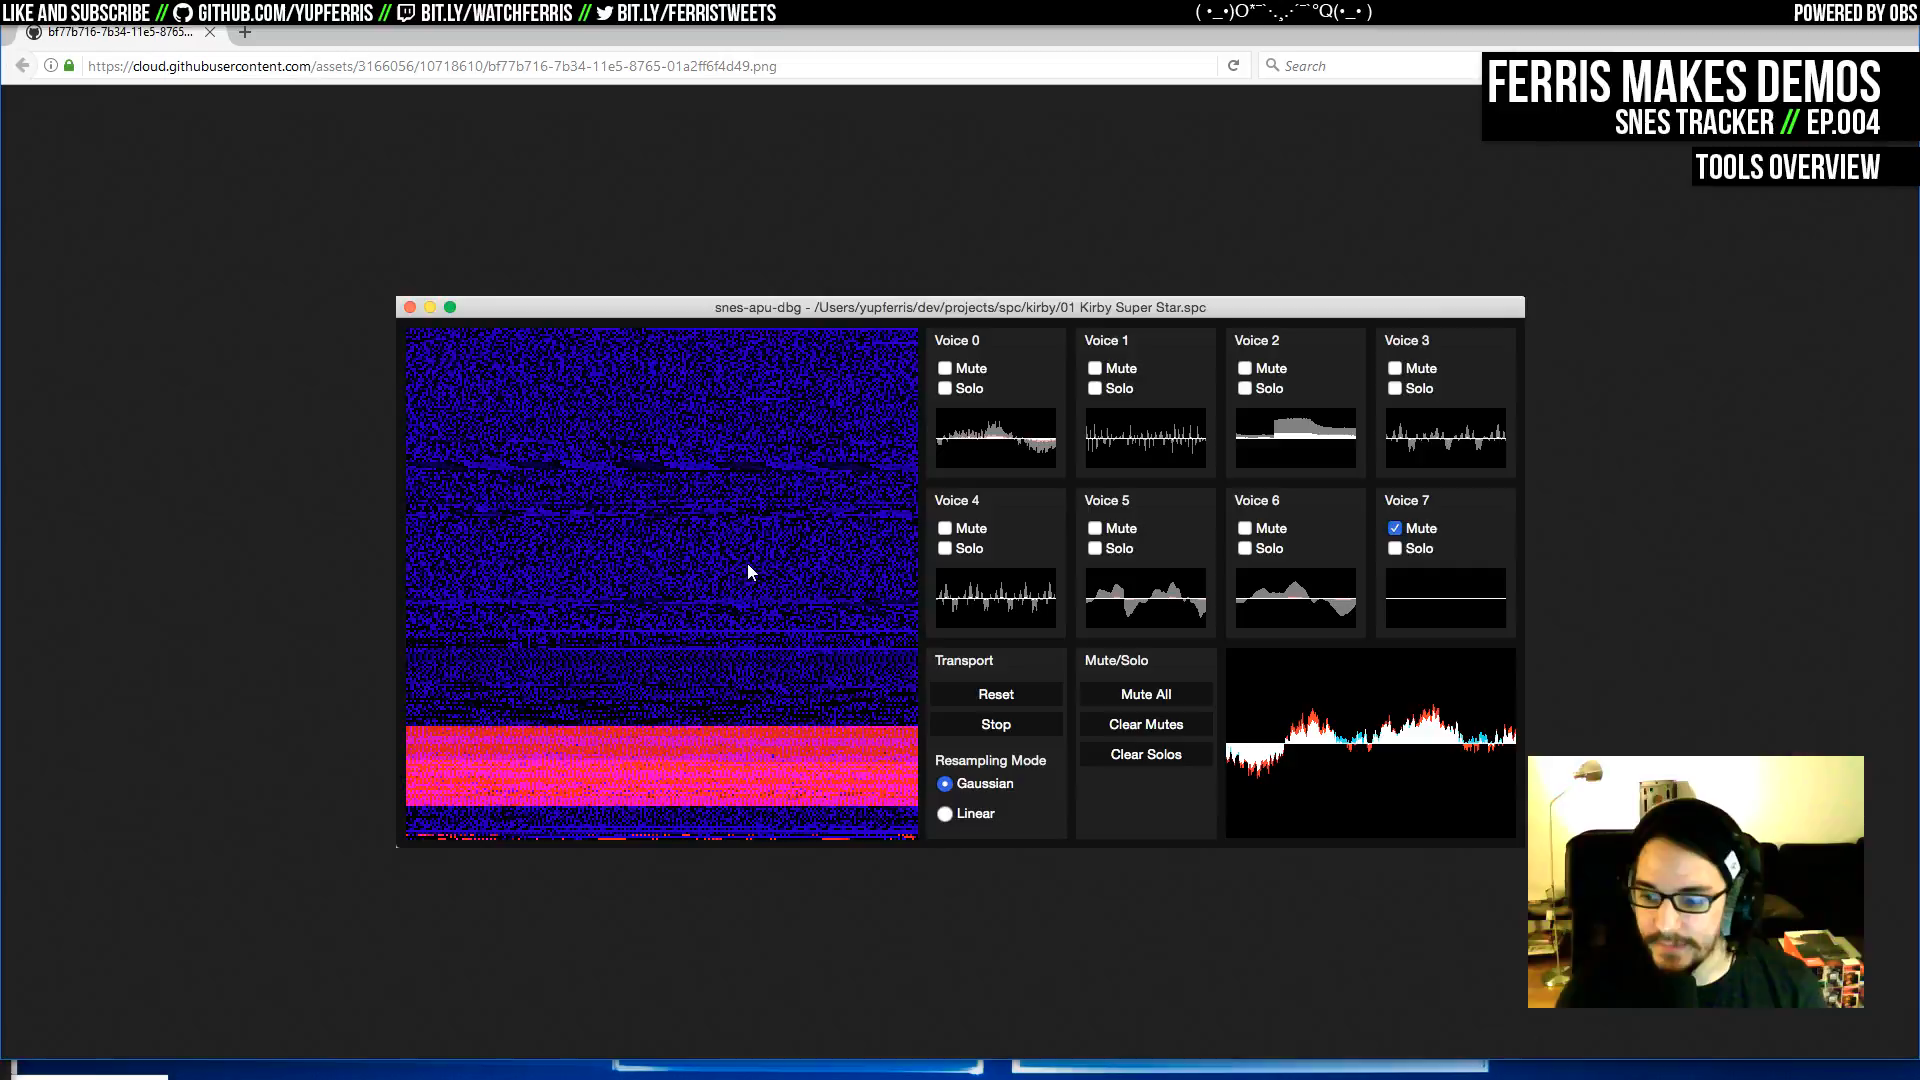 LIKE AND SUBSCRIBE // GITHUB.COM/YUPFERRIS // BIT.LY/WATCHFERRIS // BIT.LY/FERRISTWEETS
( •_•)O*¯`·.¸.·´¯`°Q(•_• )
POWERED BY OBS
bf77b716-7b34-11e5-8765...
https://cloud.githubusercontent.com/assets/3166056/10718610/bf77b716-7b34-11e5-8765-01a2ff6f4d49.png
Search
FERRIS MAKES DEMOS
SNES TRACKER // EP.004
TOOLS OVERVIEW
snes-apu-dbg - /Users/yupferris/dev/projects/spc/kirby/01 Kirby Super Star.spc
Voice 0
Mute
Solo
Voice 1
Mute
Solo
Voice 2
Mute
Solo
Voice 3
Mute
Solo
Voice 4
Mute
Solo
Voice 5
Mute
Solo
Voice 6
Mute
Solo
Voice 7
Mute
Solo
Transport
Reset
Stop
Resampling Mode
Gaussian
Linear
Mute/Solo
Mute All
Clear Mutes
Clear Solos